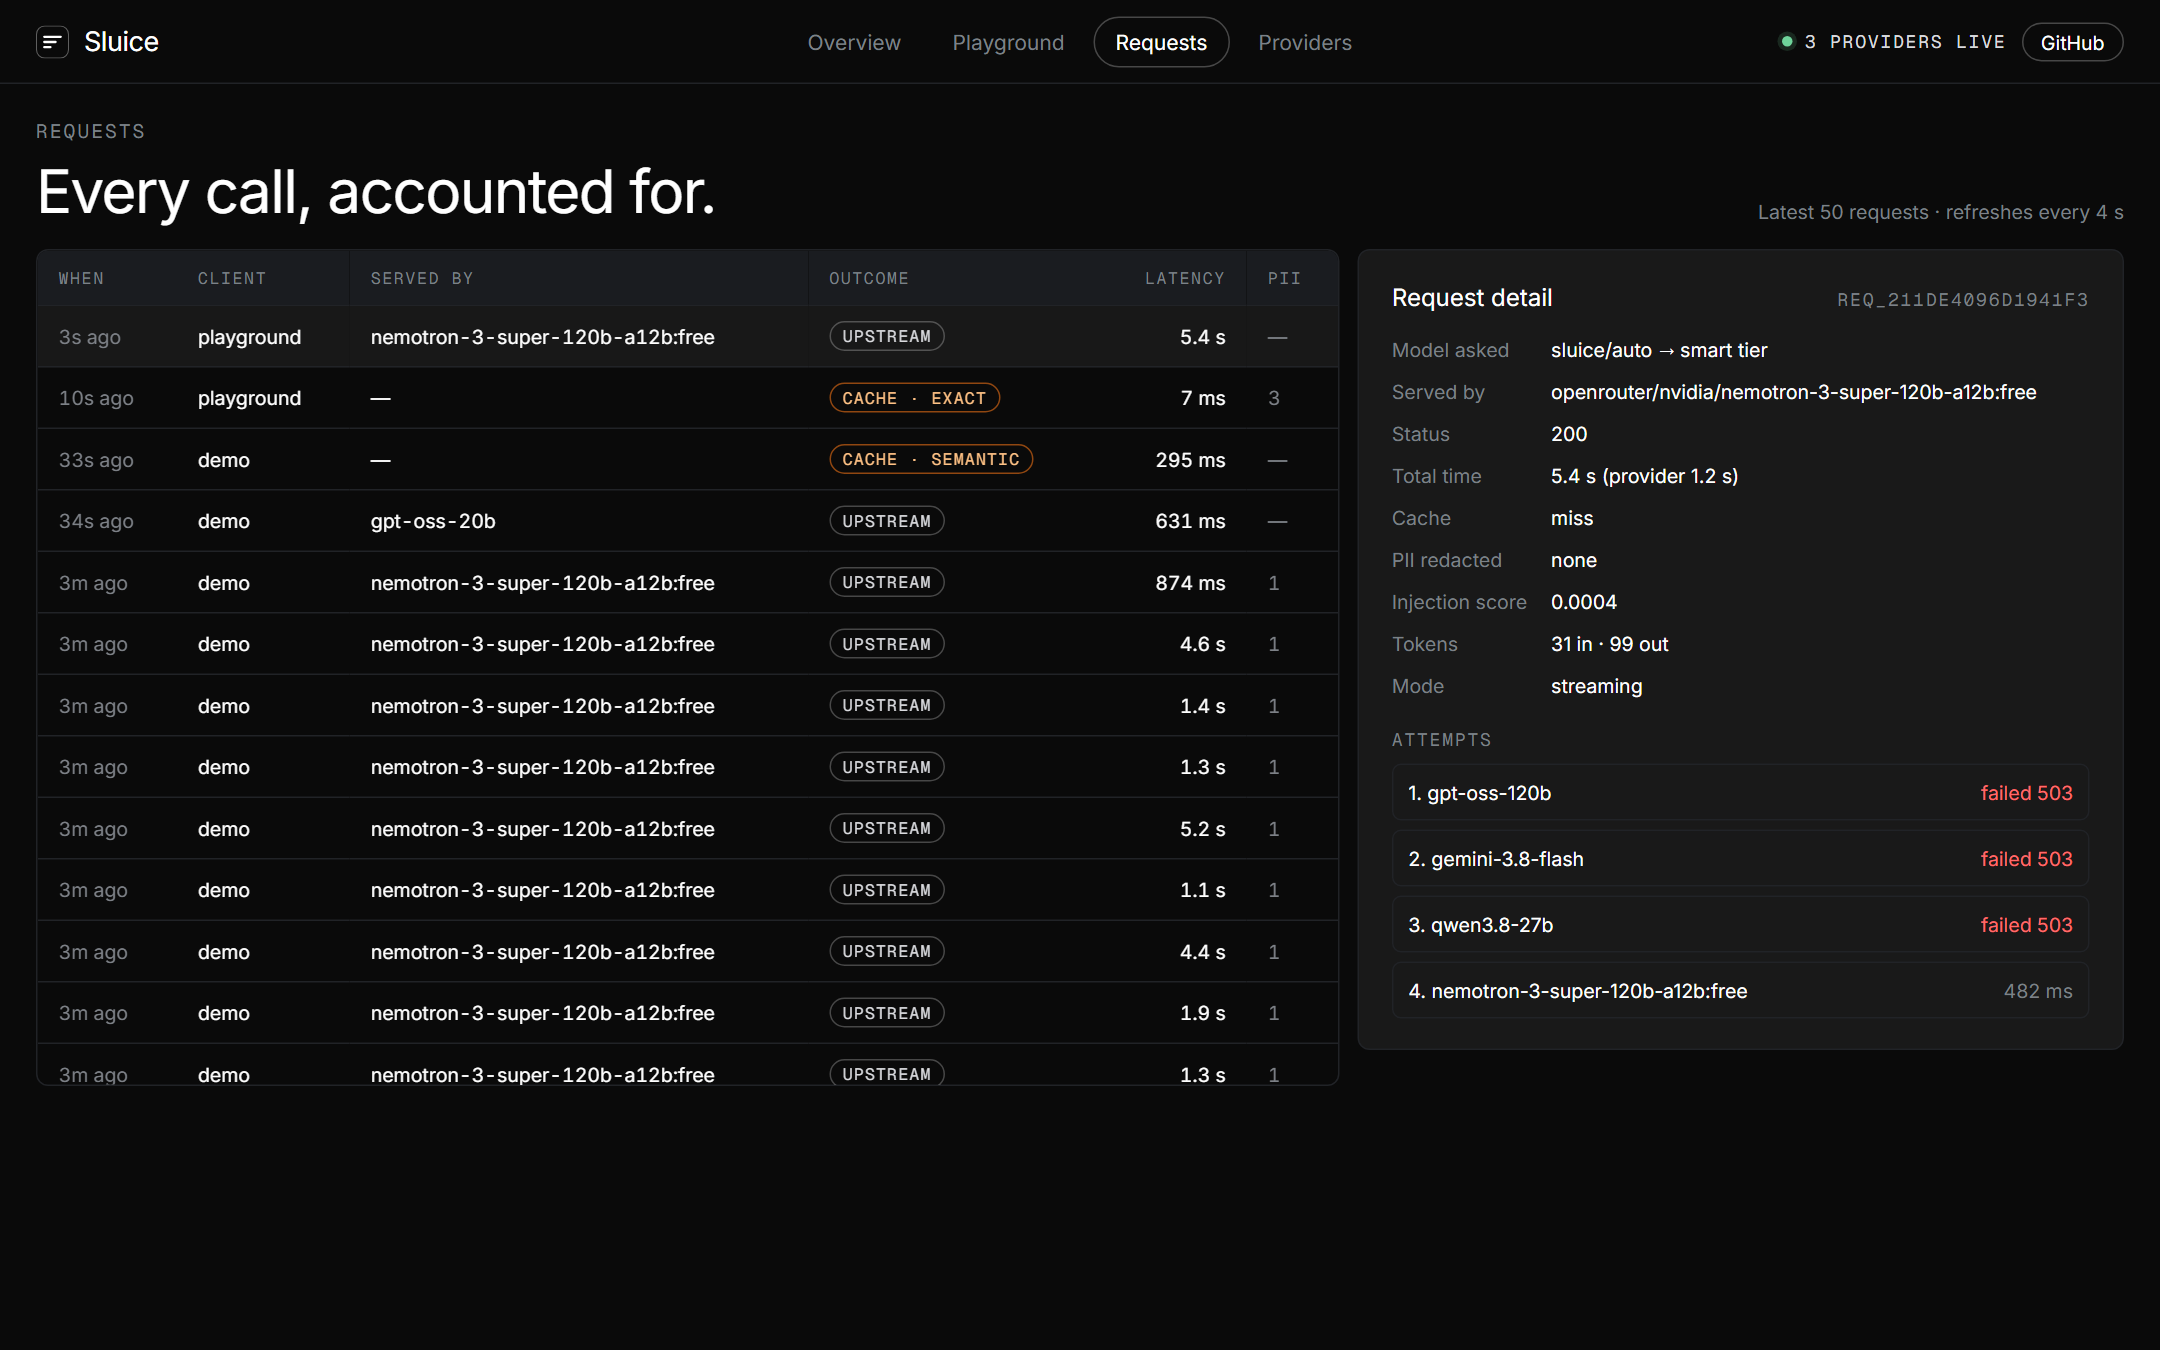 Sluice
Overview Playground Requests Providers
3 PROVIDERS LIVE GitHub
REQUESTS
Every call, accounted for.
Latest 50 requests · refreshes every 4 s
WHEN CLIENT SERVED BY OUTCOME LATENCY PII
3s ago playground nemotron-3-super-120b-a12b:free UPSTREAM 5.4 s —
10s ago playground — CACHE · EXACT 7 ms 3
33s ago demo — CACHE · SEMANTIC 295 ms —
34s ago demo gpt-oss-20b UPSTREAM 631 ms —
3m ago demo nemotron-3-super-120b-a12b:free UPSTREAM 874 ms 1
3m ago demo nemotron-3-super-120b-a12b:free UPSTREAM 4.6 s 1
3m ago demo nemotron-3-super-120b-a12b:free UPSTREAM 1.4 s 1
3m ago demo nemotron-3-super-120b-a12b:free UPSTREAM 1.3 s 1
3m ago demo nemotron-3-super-120b-a12b:free UPSTREAM 5.2 s 1
3m ago demo nemotron-3-super-120b-a12b:free UPSTREAM 1.1 s 1
3m ago demo nemotron-3-super-120b-a12b:free UPSTREAM 4.4 s 1
3m ago demo nemotron-3-super-120b-a12b:free UPSTREAM 1.9 s 1
3m ago demo nemotron-3-super-120b-a12b:free UPSTREAM 1.3 s 1
Request detail REQ_211DE4096D1941F3
Model asked sluice/auto → smart tier
Served by openrouter/nvidia/nemotron-3-super-120b-a12b:free
Status 200
Total time 5.4 s (provider 1.2 s)
Cache miss
PII redacted none
Injection score 0.0004
Tokens 31 in · 99 out
Mode streaming
ATTEMPTS
1. gpt-oss-120b failed 503
2. gemini-3.8-flash failed 503
3. qwen3.8-27b failed 503
4. nemotron-3-super-120b-a12b:free 482 ms